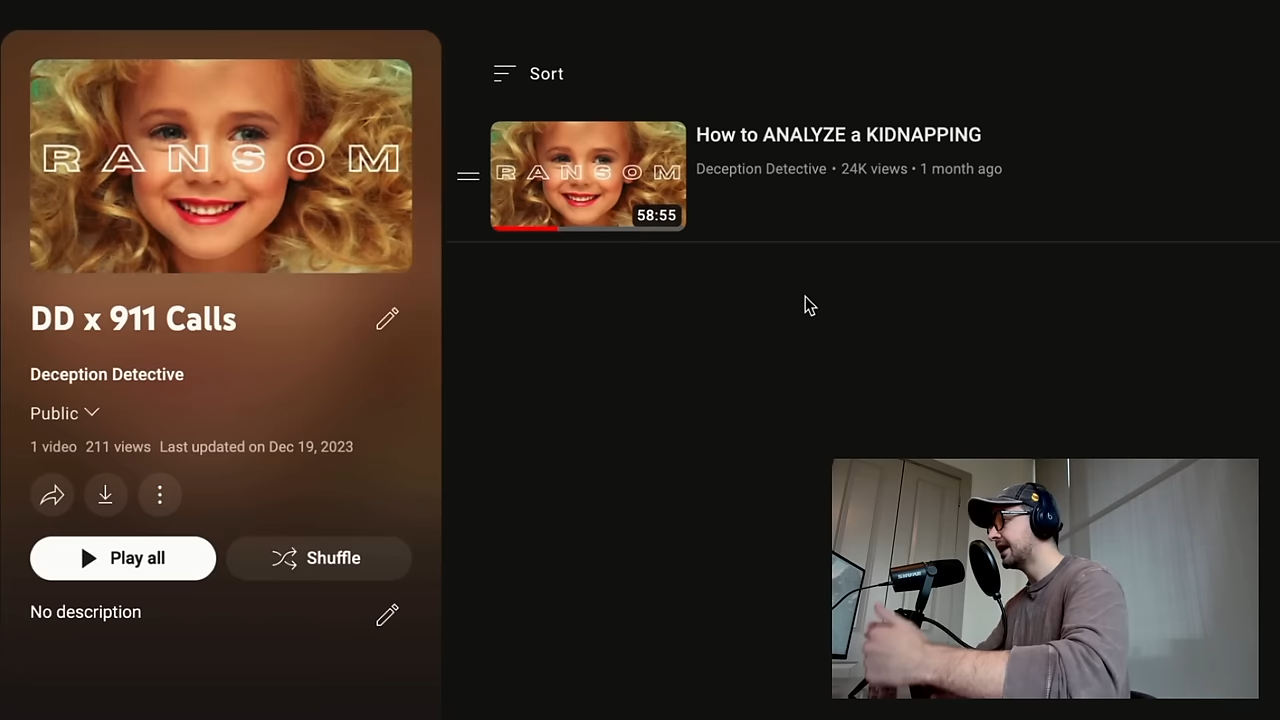 RANSOM
DD x 911 Calls
Deception Detective
Public
1 video 211 views Last updated on Dec 19, 2023
Play all
Shuffle
No description
Sort
RANSOM
58:55
How to ANALYZE a KIDNAPPING
Deception Detective • 24K views • 1 month ago
SHURE